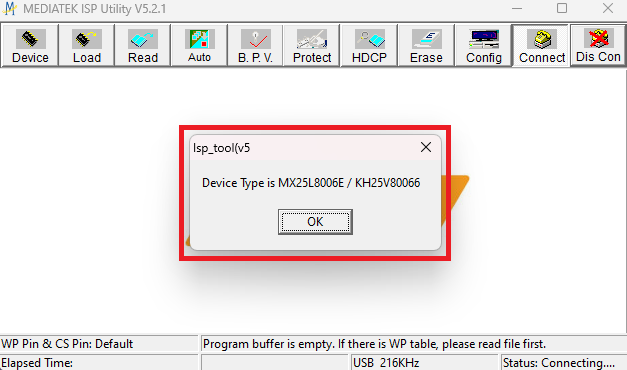 MEDIATEK ISP Utility V5.2.1
Device Load Read Auto B. P. V. Protect HDCP Erase Config Connect Dis Con
Isp_tool(v5
Device Type is MX25L8006E / KH25V80066
OK
WP Pin & CS Pin: Default Program buffer is empty. If there is WP table, please read file first.
Elapsed Time: USB 216KHz Status: Connecting....